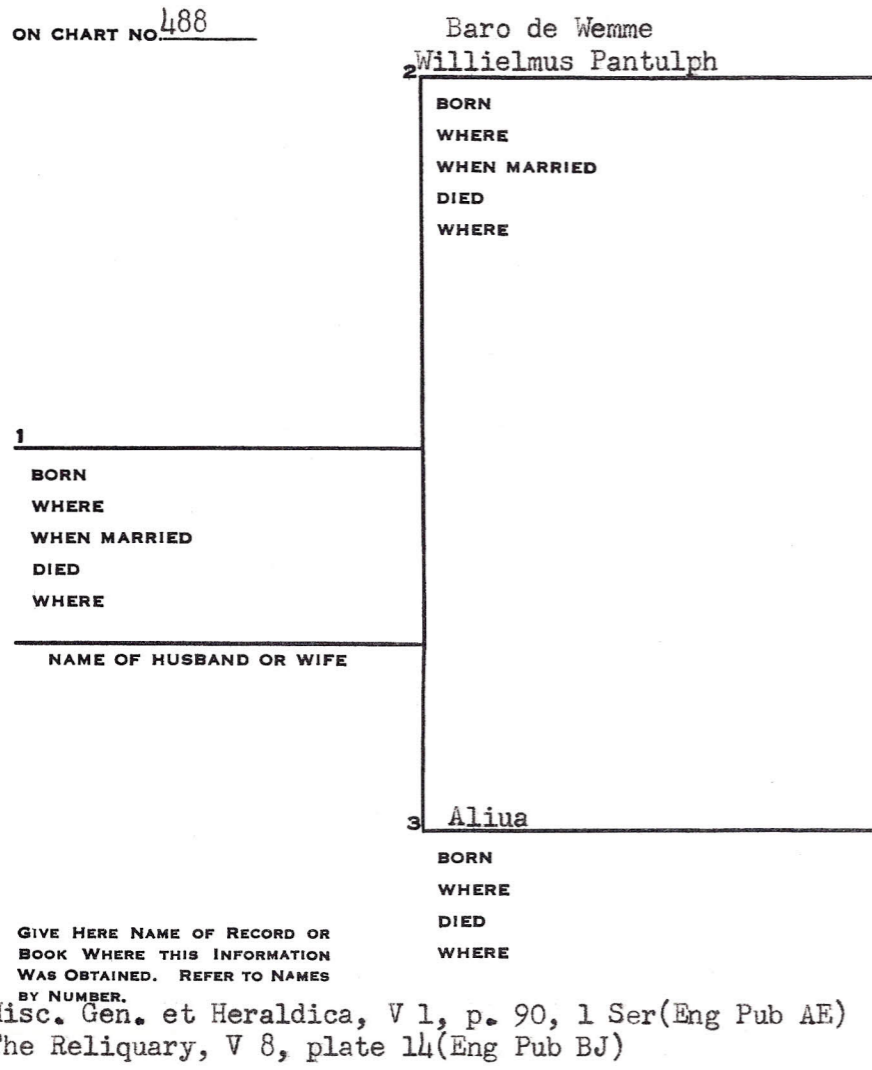 ON CHART NO. 488
Baro de Wemme
2 Willielmus Pantulph
BORN
WHERE
WHEN MARRIED
DIED
WHERE
1
BORN
WHERE
WHEN MARRIED
DIED
WHERE
NAME OF HUSBAND OR WIFE
3 Aliua
BORN
WHERE
DIED
WHERE
GIVE HERE NAME OF RECORD OR
BOOK WHERE THIS INFORMATION
WAS OBTAINED. REFER TO NAMES
BY NUMBER.
isc. Gen. et Heraldica, V 1, p. 90, 1 Ser(Eng Pub AE)
he Reliquary, V 8, plate 14(Eng Pub BJ)